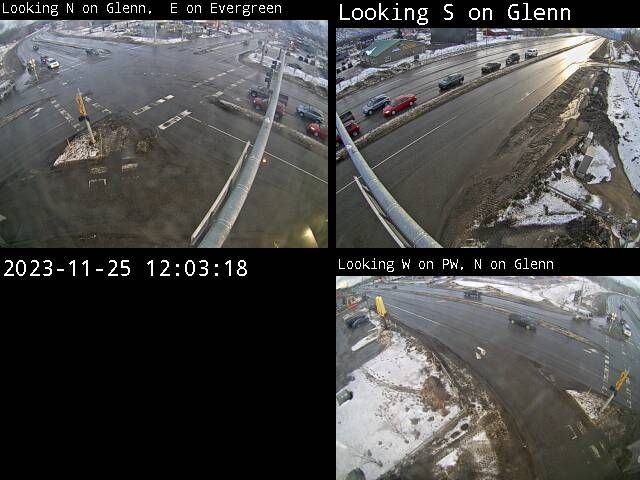 Looking N on Glenn,  E on Evergreen
Looking S on Glenn
2023-11-25 12:03:18
Looking W on PW, N on Glenn